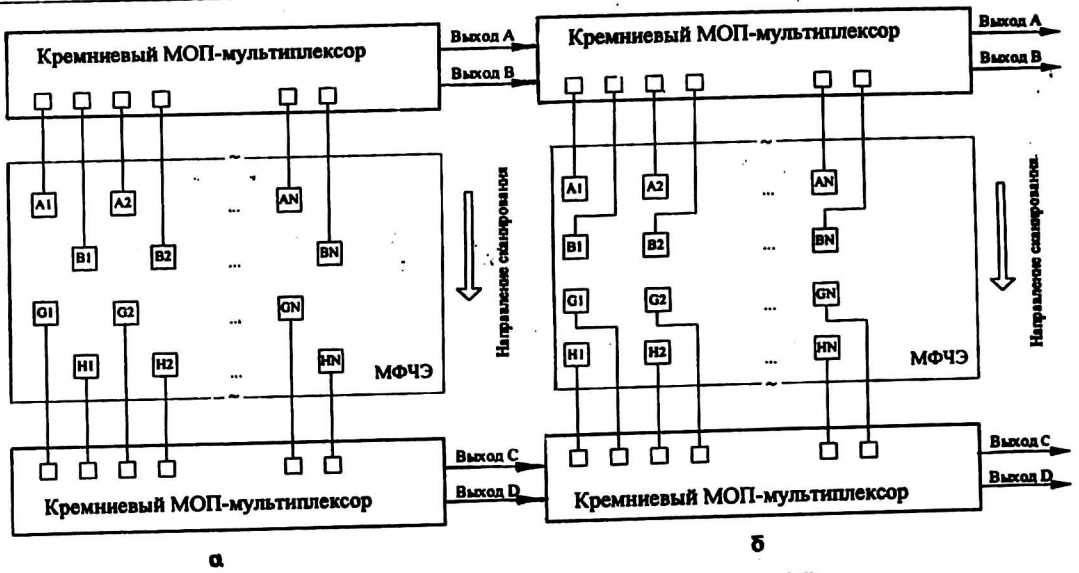 Кремниевый МОП-мультиплексор
Выход A
Выход B
A1 A2 ... AN
B1 B2 ... BN
G1 G2 ... GN
H1 H2 ... HN
МФЧЭ
Направление сканирования
Кремниевый МОП-мультиплексор
Выход C
Выход D
а
Кремниевый МОП-мультиплексор
Выход A
Выход B
A1 A2 ... AN
B1 B2 ... BN
G1 G2 ... GN
H1 H2 ... HN
МФЧЭ
Направление сканирования.
Кремниевый МОП-мультиплексор
Выход C
Выход D
б